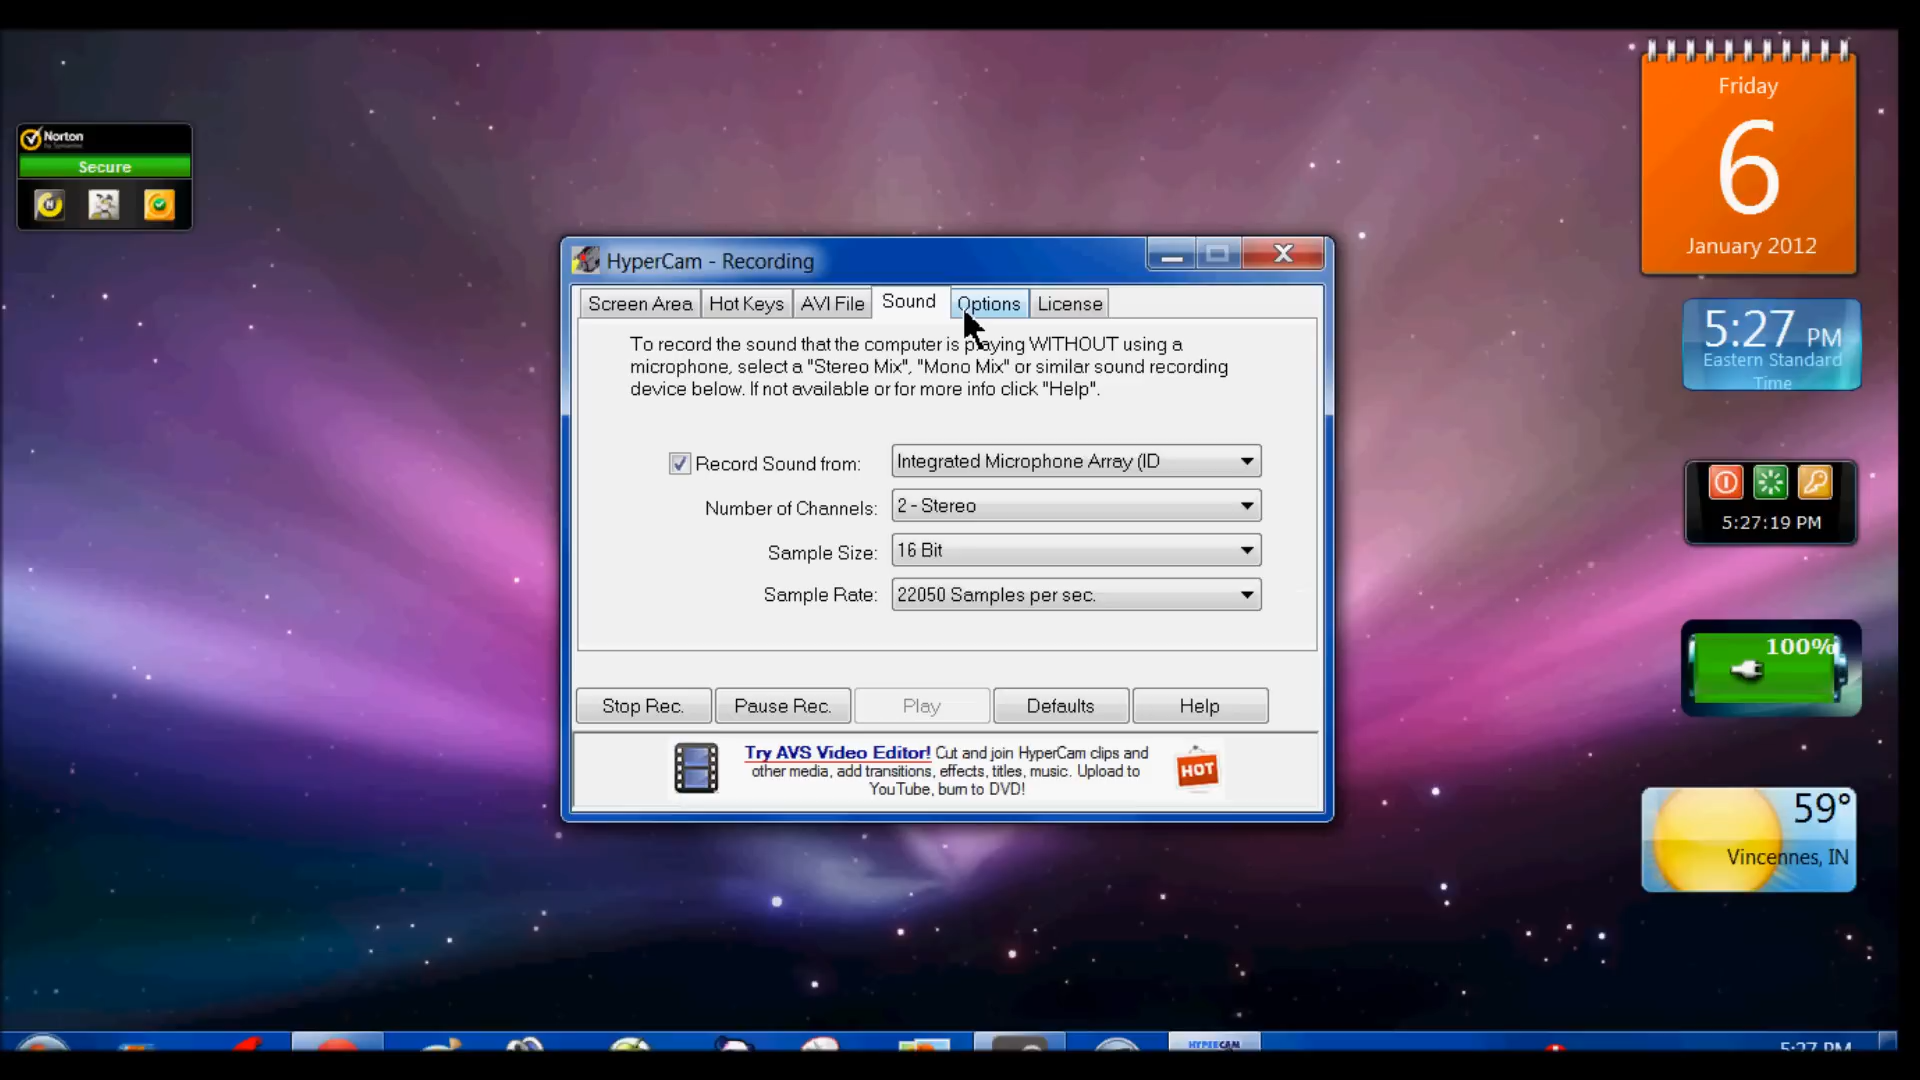 Norton
by Symantec
Secure
HyperCam - Recording
Screen Area
Hot Keys
AVI File
Sound
Options
License
To record the sound that the computer is playing WITHOUT using a
microphone, select a "Stereo Mix", "Mono Mix" or similar sound recording
device below. If not available or for more info click "Help".
Record Sound from:
Integrated Microphone Array (ID
Number of Channels:
2 - Stereo
Sample Size:
16 Bit
Sample Rate:
22050 Samples per sec.
Stop Rec.
Pause Rec.
Play
Defaults
Help
Try AVS Video Editor! Cut and join HyperCam clips and
other media, add transitions, effects, titles, music. Upload to
YouTube, burn to DVD!
HOT
Friday
6
January 2012
5:27 PM
Eastern Standard
Time
5:27:19 PM
100%
59°
Vincennes, IN
HYPERCAM
5:27 PM